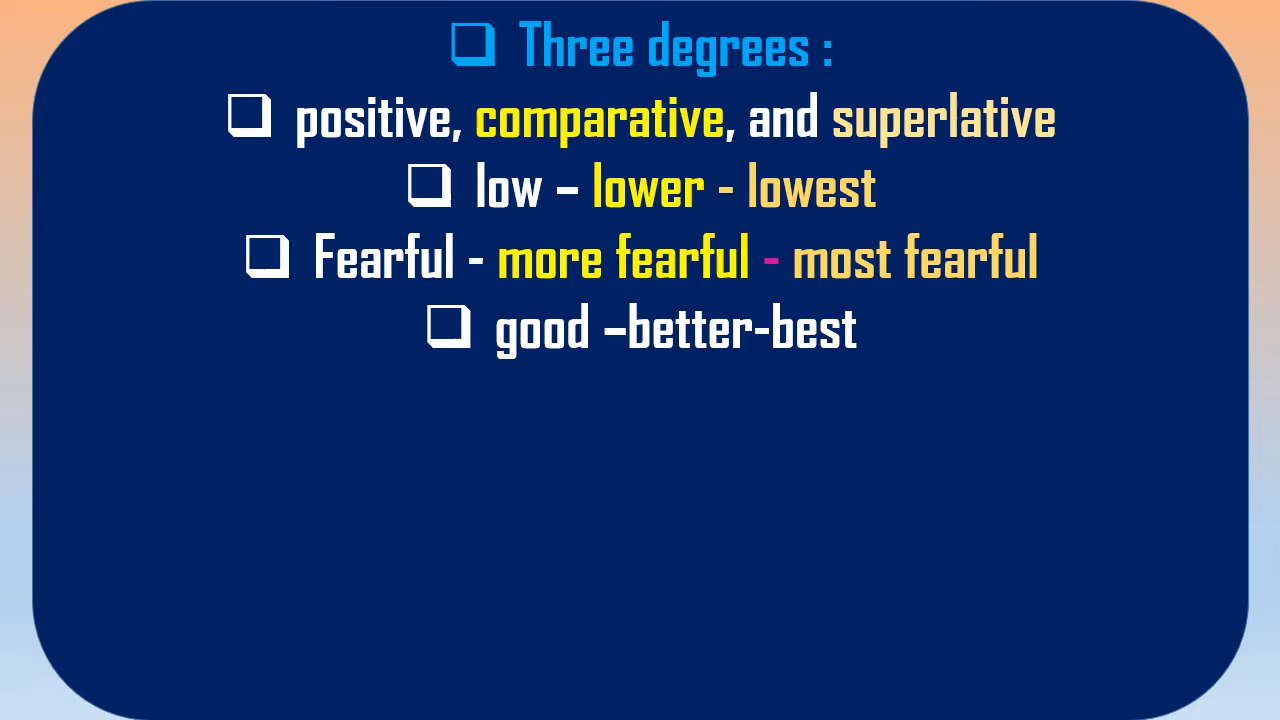 ❑ Three degrees :
❑ positive, comparative, and superlative
❑ low – lower - lowest
❑ Fearful - more fearful - most fearful
❑ good –better-best